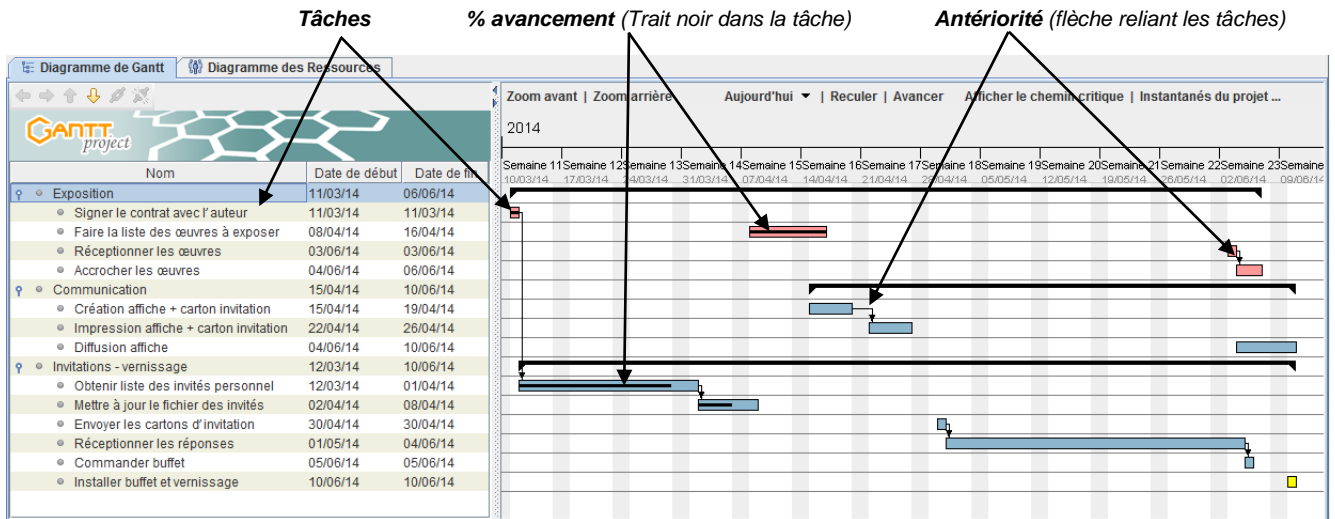 Tâches % avancement (Trait noir dans la tâche) Antériorité (flèche reliant les tâches)
Diagramme de Gantt Diagramme des Ressources
Zoom avant | Zoom arrière Aujourd'hui | Reculer | Avancer Afficher le chemin critique | Instantanés du projet ...
GANTT project
2014
Semaine 11 Semaine 12 Semaine 13 Semaine 14 Semaine 15 Semaine 16 Semaine 17 Semaine 18 Semaine 19 Semaine 20 Semaine 21 Semaine 22 Semaine 23 Semaine
Nom Date de début Date de fin
10/03/14 17/03/14 24/03/14 31/03/14 07/04/14 14/04/14 21/04/14 28/04/14 05/05/14 12/05/14 19/05/14 26/05/14 02/06/14 09/06/14
Exposition 11/03/14 06/06/14
Signer le contrat avec l'auteur 11/03/14 11/03/14
Faire la liste des œuvres à exposer 08/04/14 16/04/14
Réceptionner les œuvres 03/06/14 03/06/14
Accrocher les œuvres 04/06/14 06/06/14
Communication 15/04/14 10/06/14
Création affiche + carton invitation 15/04/14 19/04/14
Impression affiche + carton invitation 22/04/14 26/04/14
Diffusion affiche 04/06/14 10/06/14
Invitations - vernissage 12/03/14 10/06/14
Obtenir liste des invités personnel 12/03/14 01/04/14
Mettre à jour le fichier des invités 02/04/14 08/04/14
Envoyer les cartons d'invitation 30/04/14 30/04/14
Réceptionner les réponses 01/05/14 04/06/14
Commander buffet 05/06/14 05/06/14
Installer buffet et vernissage 10/06/14 10/06/14